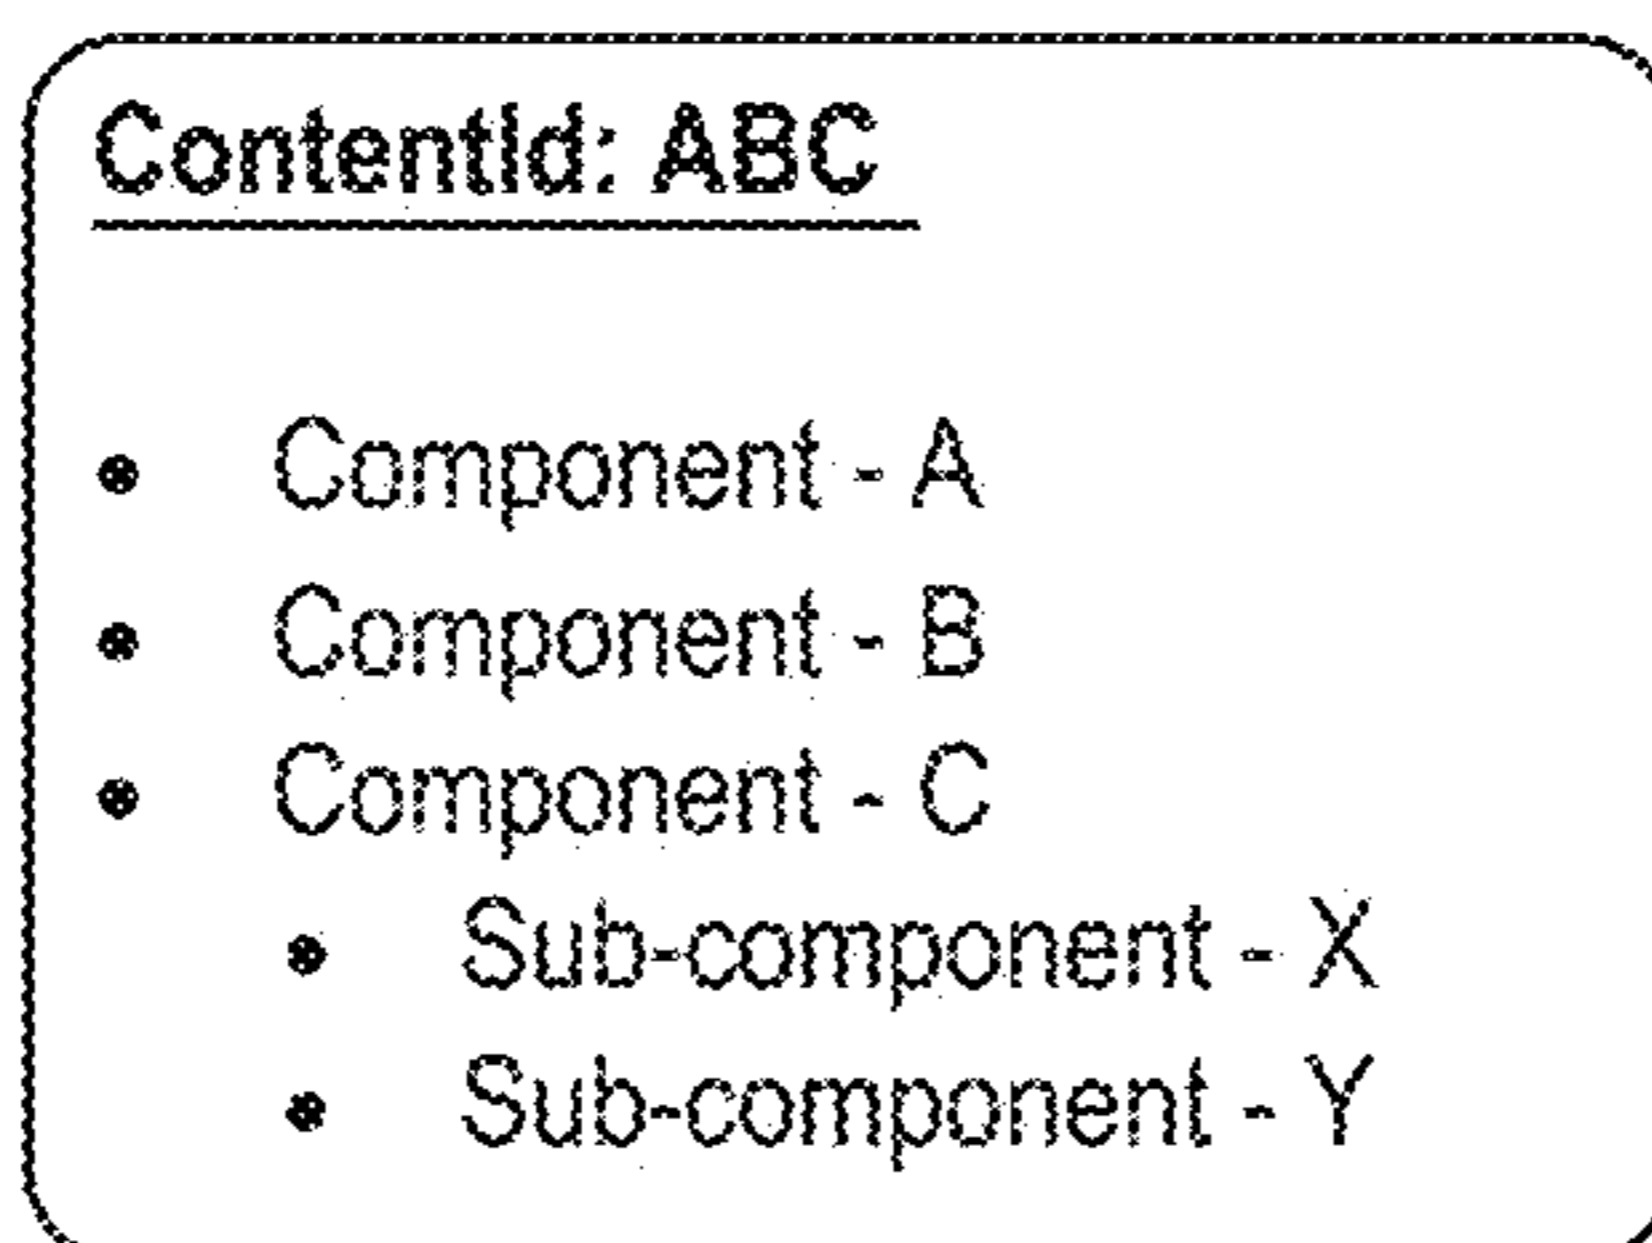 ContentId: ABC
• Component - A
• Component - B
• Component - C
• Sub-component - X
• Sub-component - Y